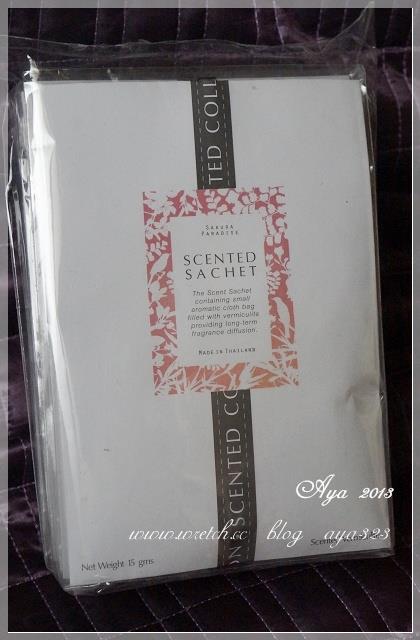 TED COLL
SAKURA
PARADISE
SCENTED
SACHET
The Scent Sachet
containing small
aromatic cloth bag
filled with vermiculite
providing long-term
fragrance diffusion.
MADE IN THAILAND
ON SCENTED CO
Aya 2013
www.wretch.cc blog aya323
Net Weight 15 gms